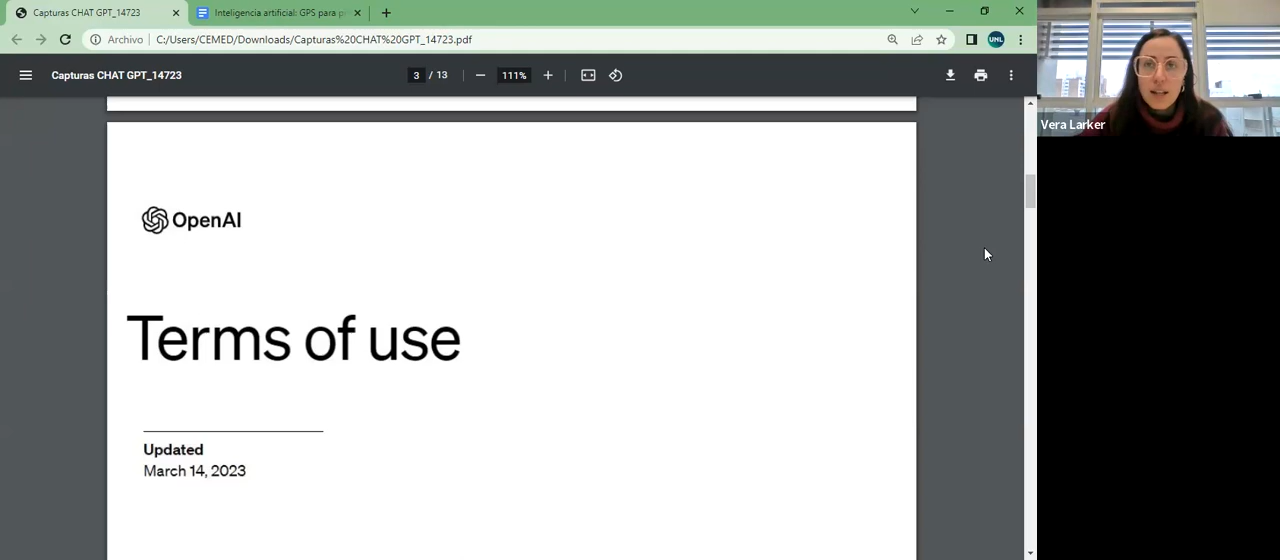 Capturas CHAT GPT_14723
Inteligencia artificial: GPS para p
Archivo
C:/Users/CEMED/Downloads/Capturas%20CHAT%20GPT_14723.pdf
UHL
Capturas CHAT GPT_14723
3 / 13
111%
Vera Larker
OpenAI
Terms of use
Updated
March 14, 2023